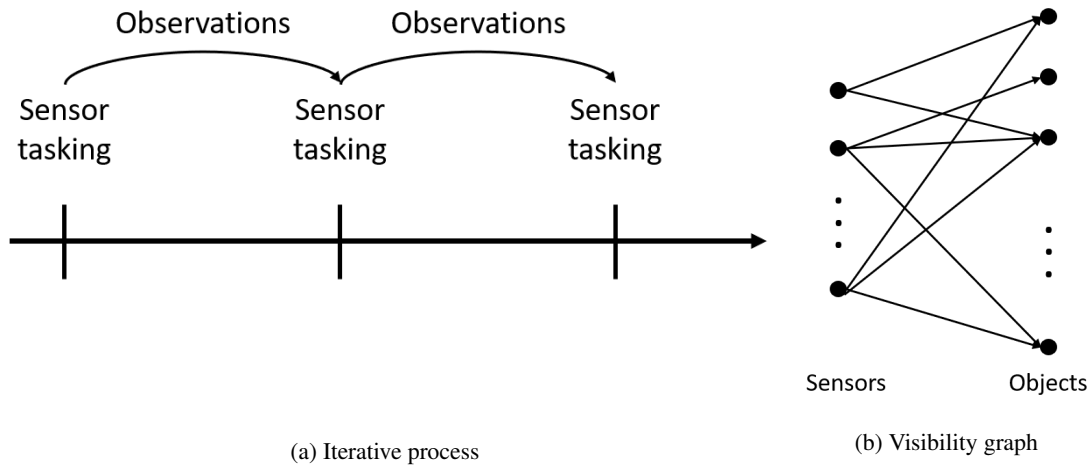 Observations
Observations
Sensor
tasking
Sensor
tasking
Sensor
tasking
Sensors
Objects
(a) Iterative process
(b) Visibility graph